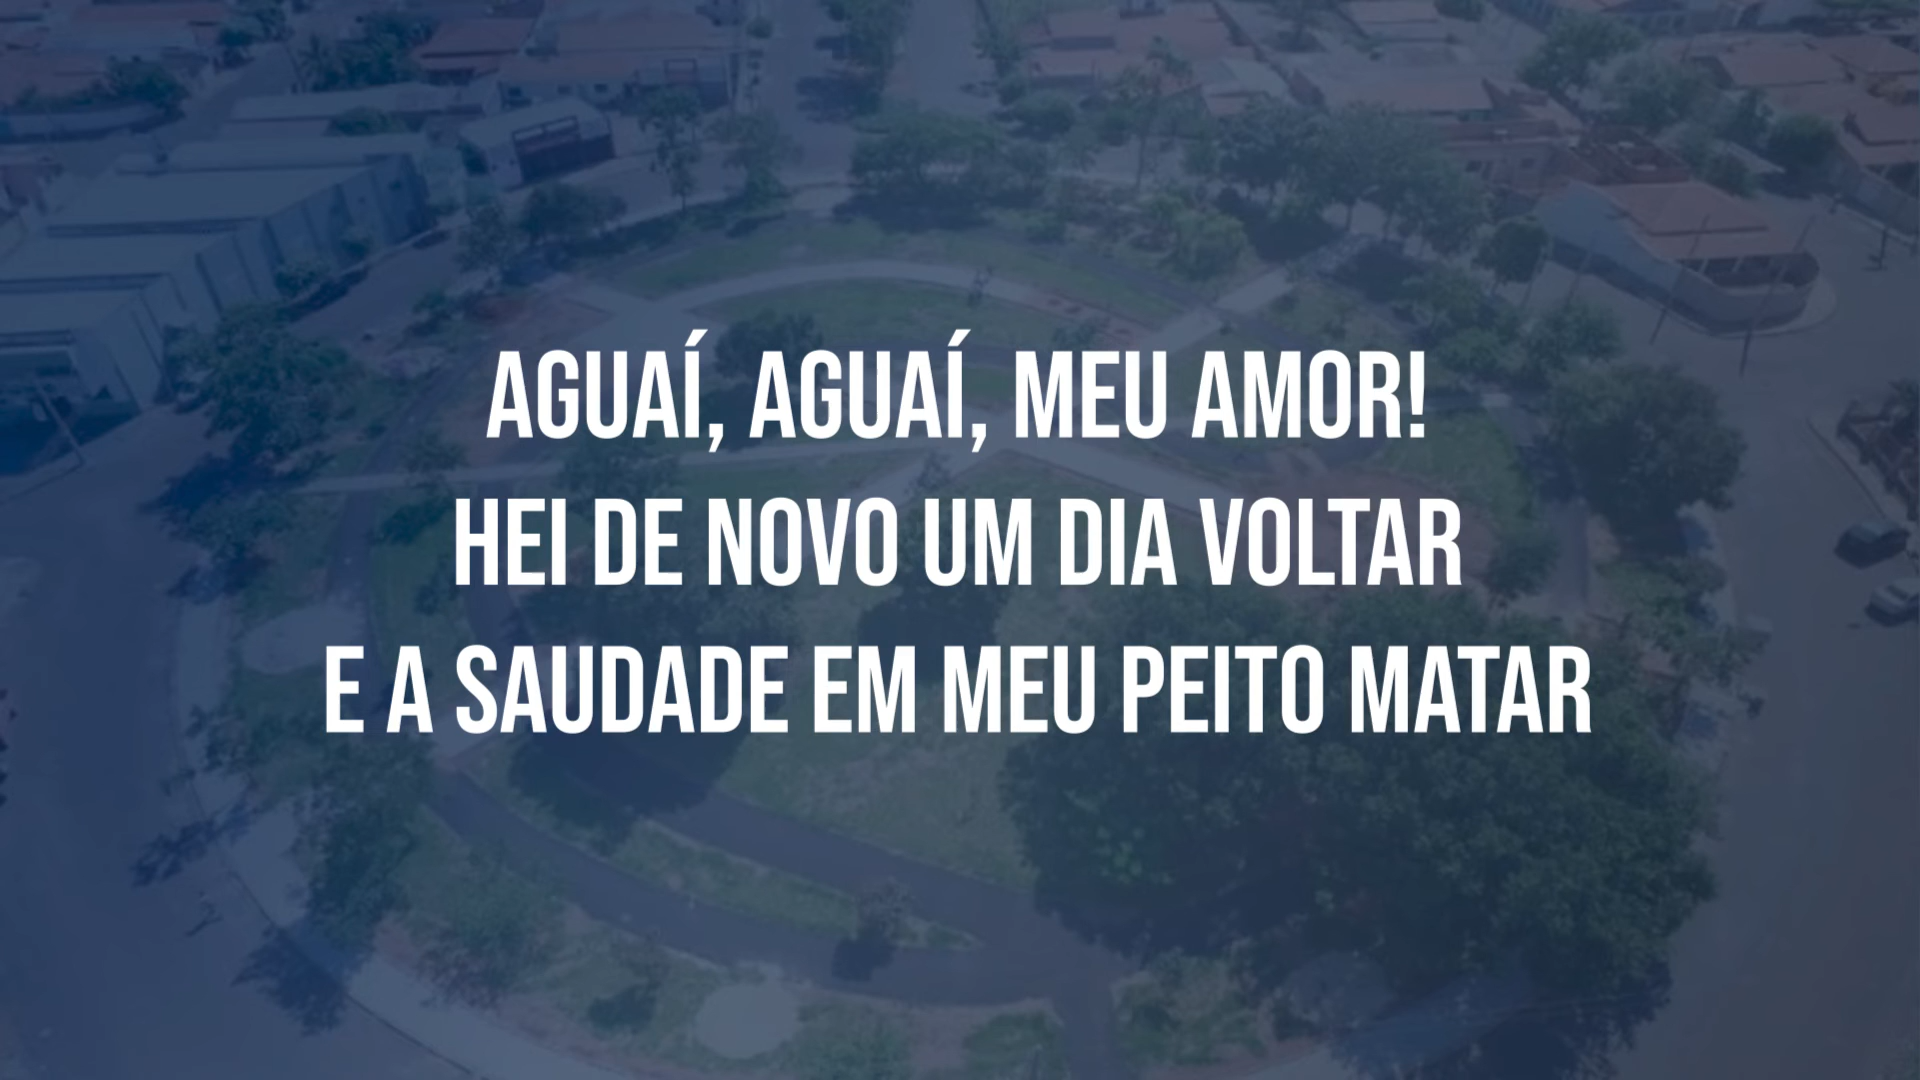 AGUAÍ, AGUAÍ, MEU AMOR!
HEI DE NOVO UM DIA VOLTAR
E A SAUDADE EM MEU PEITO MATAR